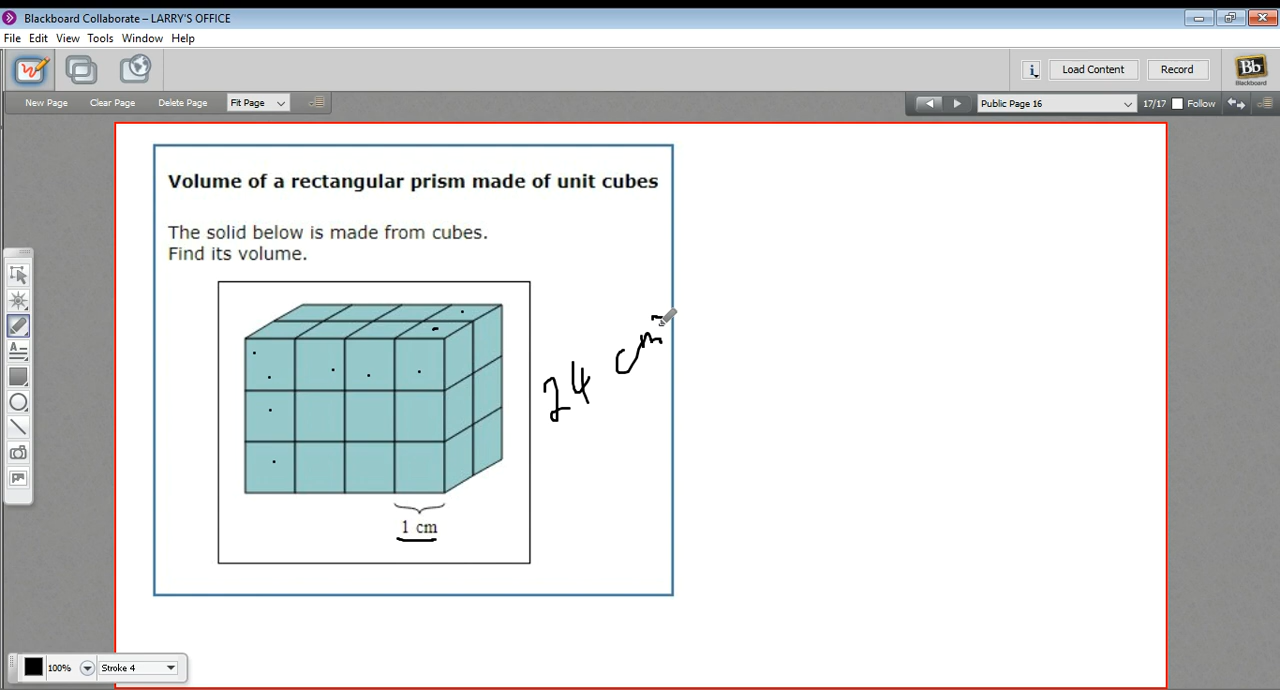 Blackboard Collaborate – LARRY'S OFFICE
File Edit View Tools Window Help
i Load Content Record Bb
Blackboard
New Page Clear Page Delete Page Fit Page Public Page 16 17/17 Follow
Volume of a rectangular prism made of unit cubes
The solid below is made from cubes.
Find its volume.
24 cm
1 cm
A
100% Stroke 4